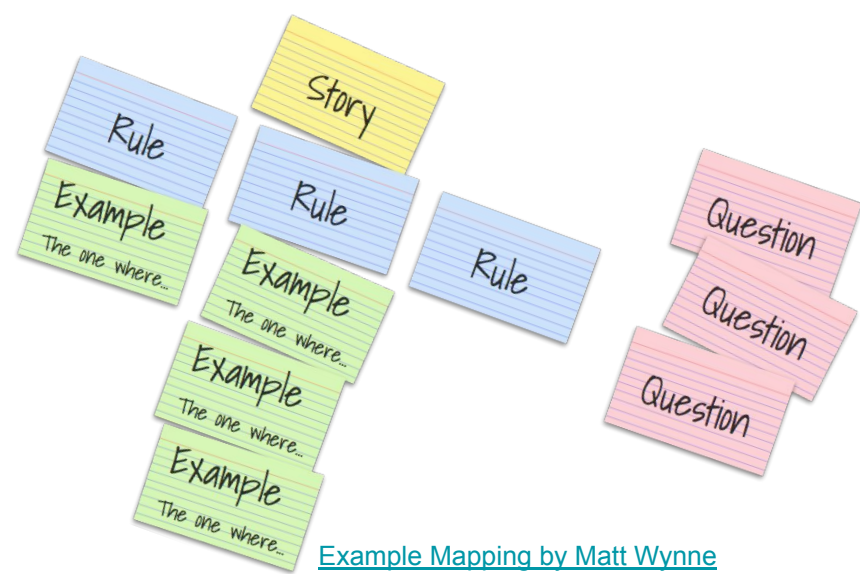 Story
Rule
Rule
Rule
Example
The one where...
Example
The one where...
Example
The one where...
Example
The one where...
Question
Question
Question
Example Mapping by Matt Wynne